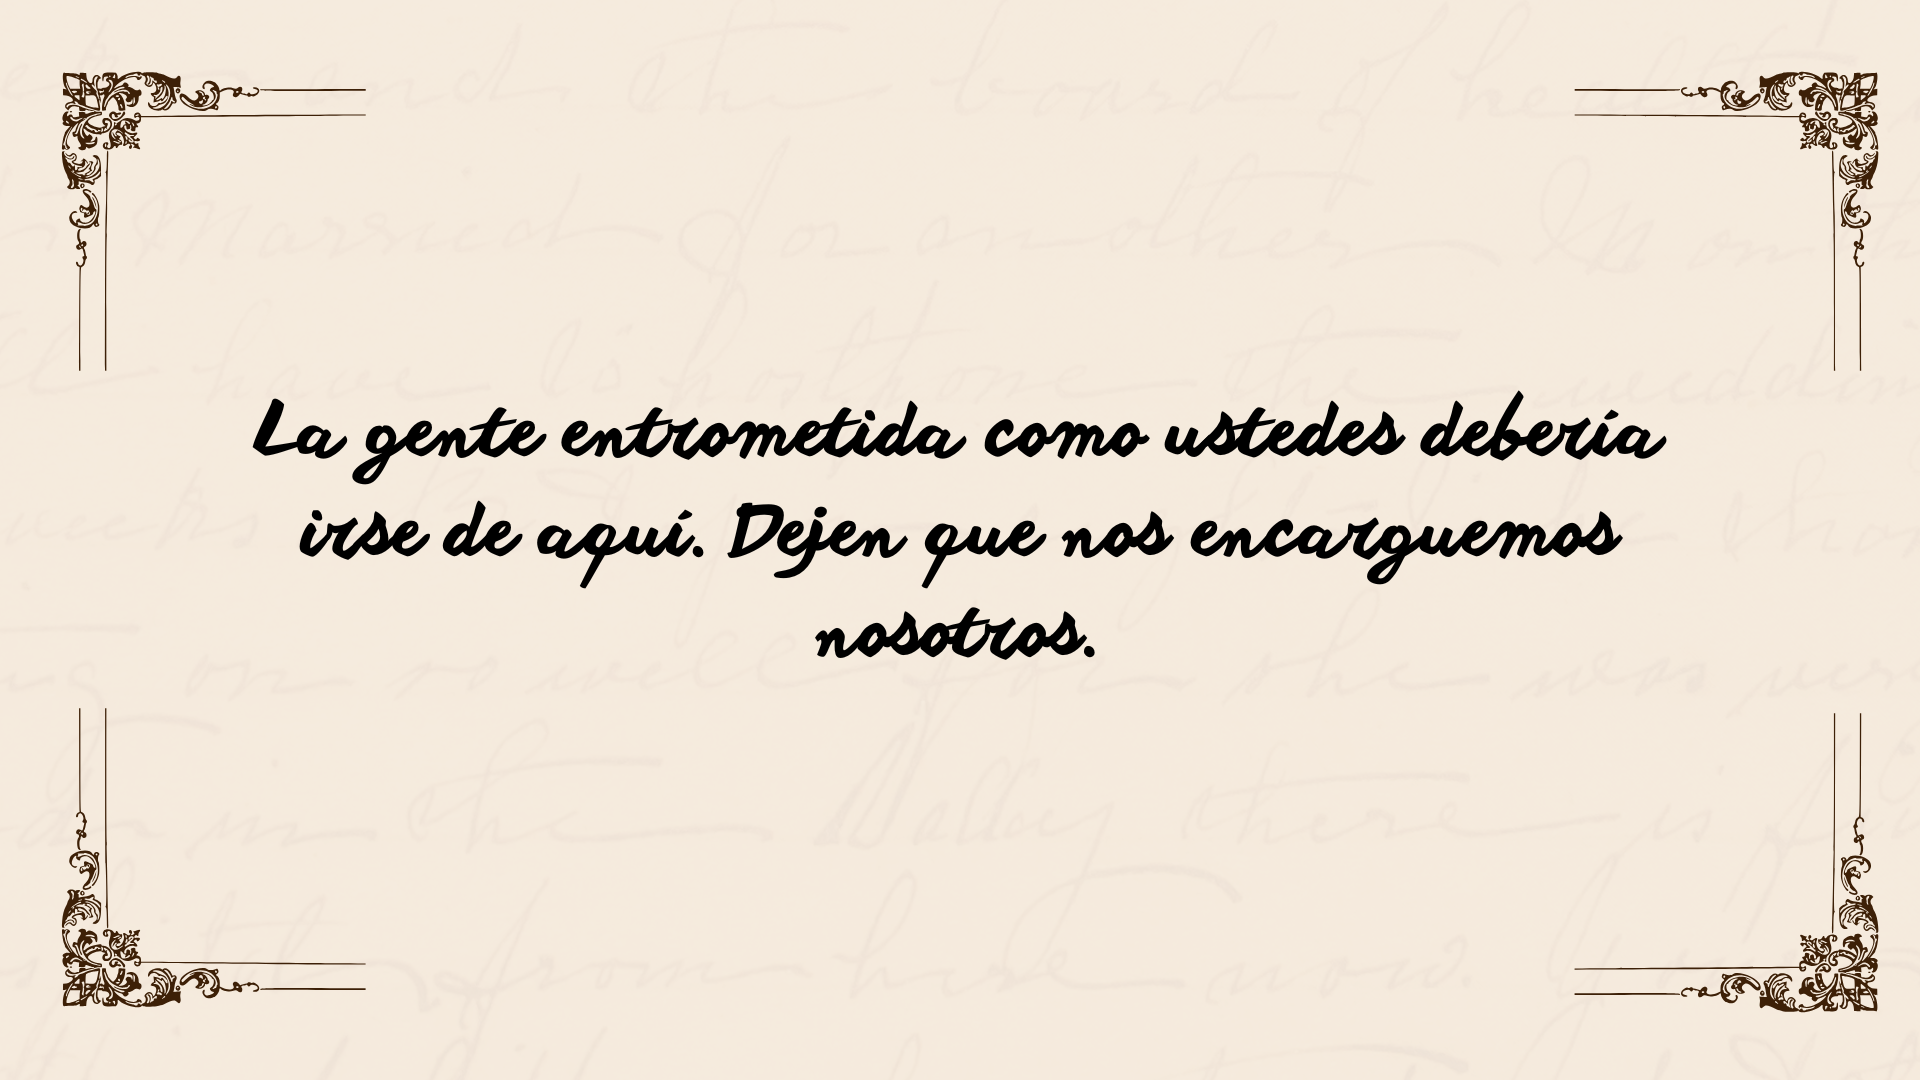 La gente entrometida como ustedes debería
irse de aquí. Dejen que nos encarguemos
nosotros.